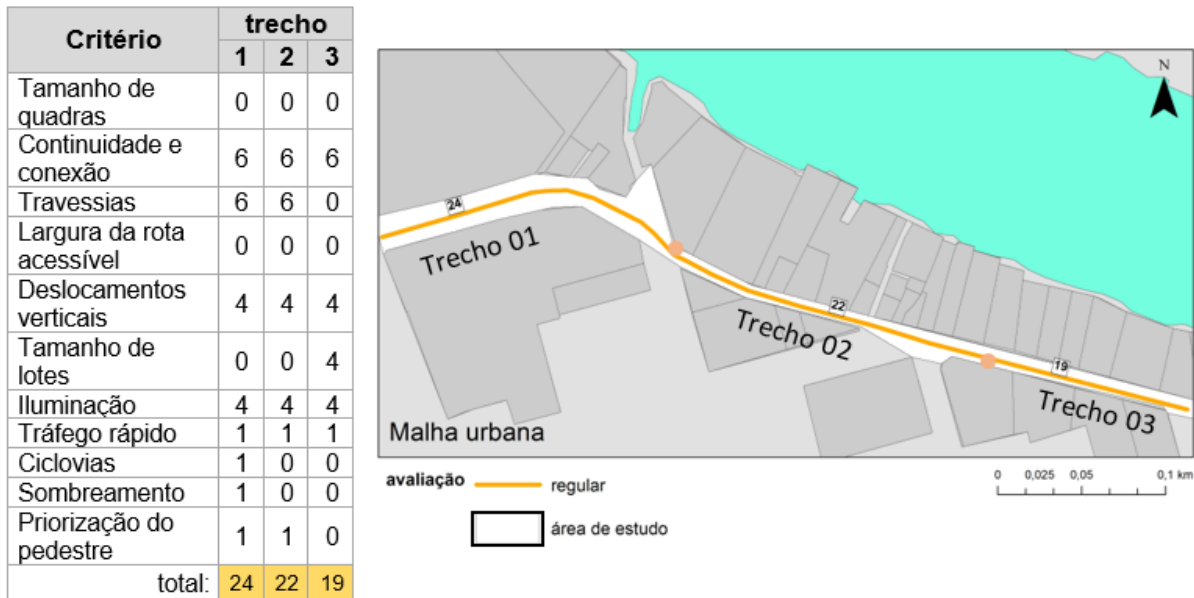 Critério
trecho
1 2 3
Tamanho de
quadras
0 0 0
Continuidade e
conexão
6 6 6
Travessias 6 6 0
Largura da rota
acessível
0 0 0
Deslocamentos
verticais
4 4 4
Tamanho de
lotes
0 0 4
Iluminação 4 4 4
Tráfego rápido 1 1 1
Ciclovias 1 0 0
Sombreamento 1 0 0
Priorização do
pedestre
1 1 0
total: 24 22 19
N
24
Trecho 01
22
Trecho 02
19
Trecho 03
Malha urbana
avaliação
regular
área de estudo
0 0,025 0,05 0,1 km